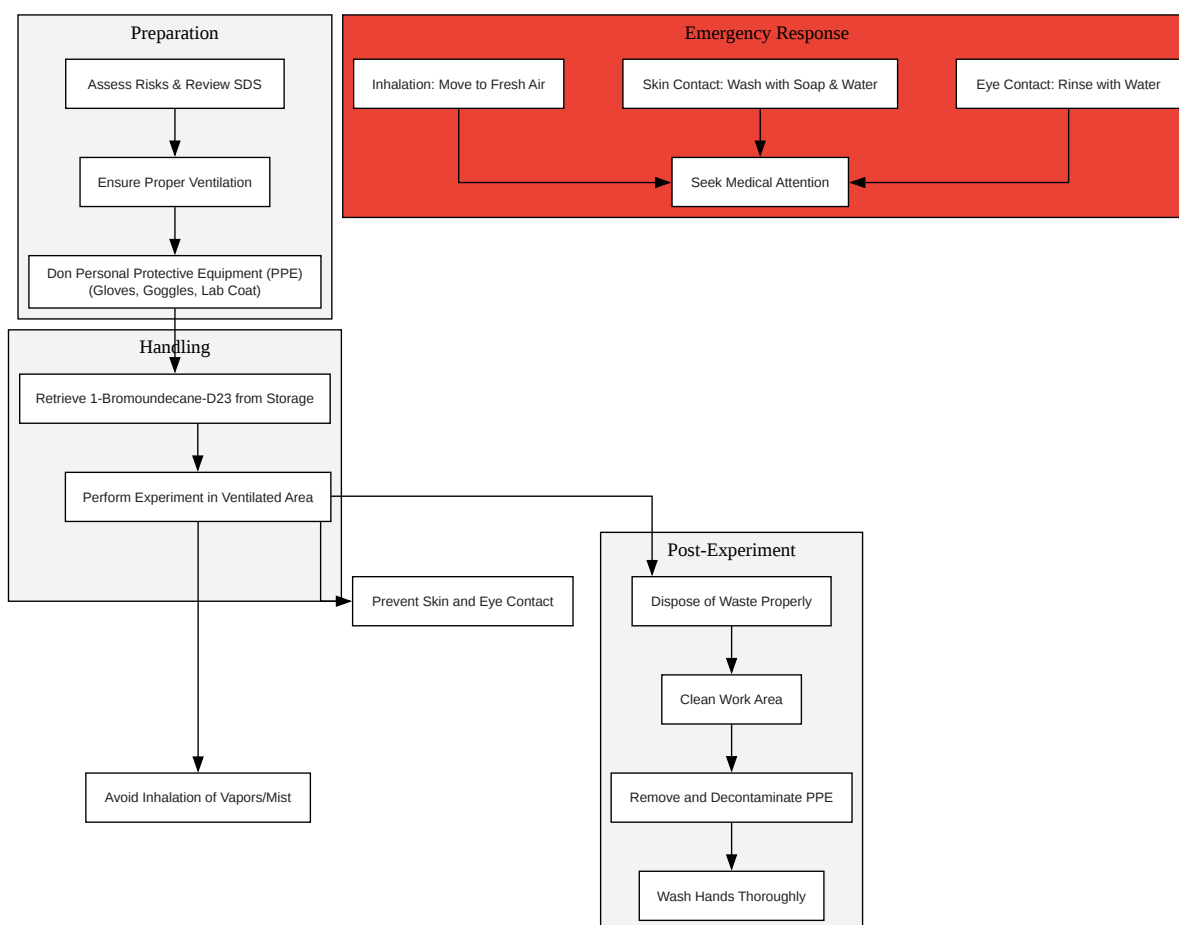 Preparation
Assess Risks & Review SDS
Ensure Proper Ventilation
Don Personal Protective Equipment (PPE)
(Gloves, Goggles, Lab Coat)
Emergency Response
Inhalation: Move to Fresh Air
Skin Contact: Wash with Soap & Water
Eye Contact: Rinse with Water
Seek Medical Attention
Handling
Retrieve 1-Bromoundecane-D23 from Storage
Perform Experiment in Ventilated Area
Prevent Skin and Eye Contact
Avoid Inhalation of Vapors/Mist
Post-Experiment
Dispose of Waste Properly
Clean Work Area
Remove and Decontaminate PPE
Wash Hands Thoroughly